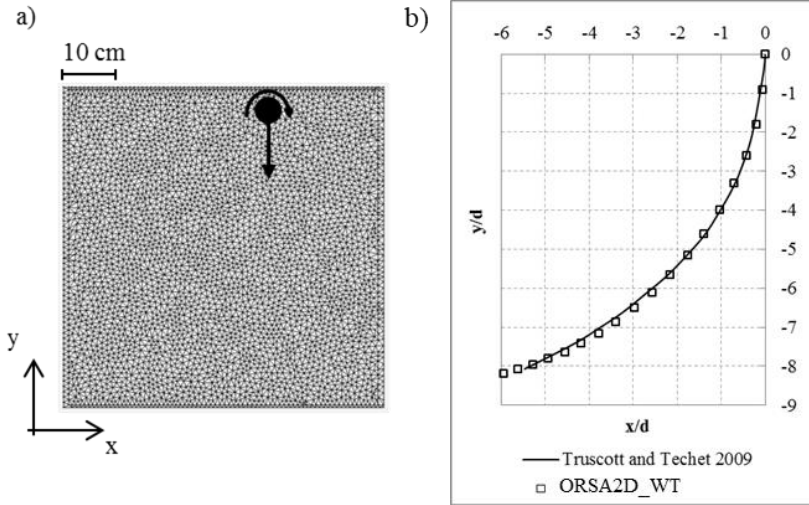 a)
10 cm
y
x
b)
-6 -5 -4 -3 -2 -1 0
0
-1
-2
-3
-4
-5
-6
-7
-8
-9
y/d
x/d
Truscott and Techet 2009
ORSA2D_WT